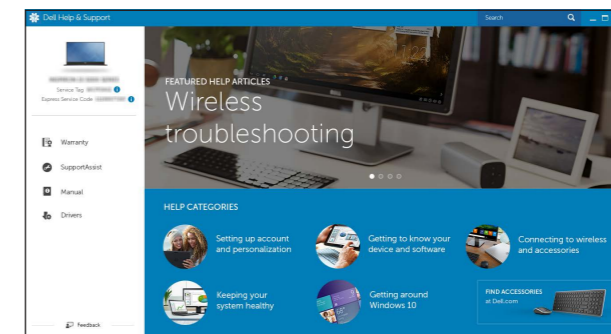 Dell Help & Support
Search
Service Tag
Express Service Code
Warranty
SupportAssist
Manual
Drivers
Feedback
FEATURED HELP ARTICLES
Wireless
troubleshooting
HELP CATEGORIES
Setting up account
and personalization
Getting to know your
device and software
Connecting to wireless
and accessories
Keeping your
system healthy
Getting around
Windows 10
FIND ACCESSORIES
at Dell.com